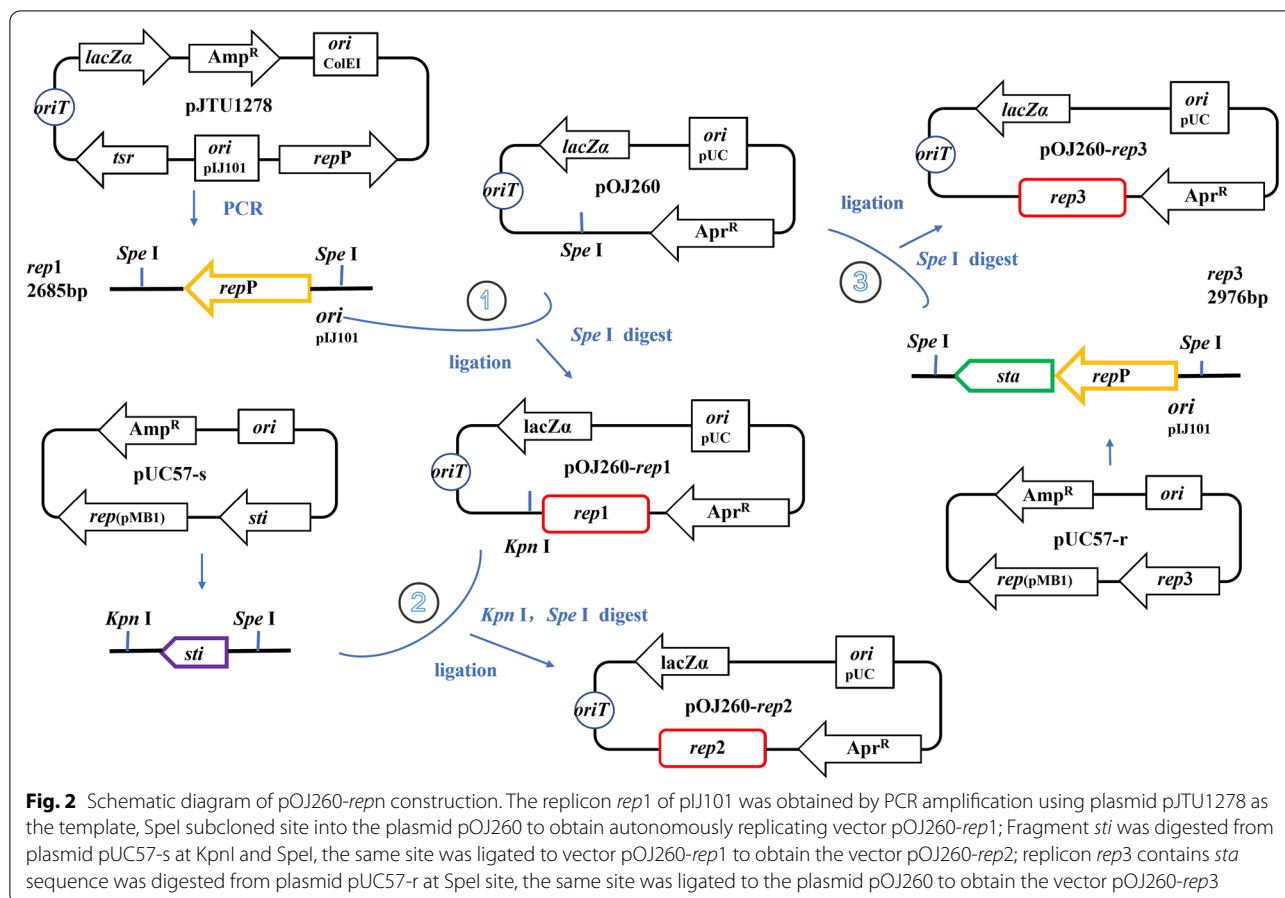 lacZα
Amp^R
ori
ColEI
oriT
pJTU1278
tsr
ori
pIJ101
repP
PCR
Spe I
Spe I
rep1
2685bp
repP
ori
pIJ101
lacZα
ori
pUC
pOJ260
oriT
Spe I
Apr^R
1
Spe I digest
ligation
lacZα
ori
pUC
pOJ260-rep3
oriT
rep3
Apr^R
ligation
Spe I digest
3
rep3
2976bp
Spe I
Spe I
sta
repP
ori
pIJ101
Amp^R
ori
pUC57-s
rep(pMB1)
sti
Kpn I
Spe I
sti
lacZα
ori
pUC
pOJ260-rep1
oriT
rep1
Apr^R
Kpn I
2
Kpn I, Spe I digest
ligation
Amp^R
ori
pUC57-r
rep(pMB1)
rep3
lacZα
ori
pUC
pOJ260-rep2
oriT
rep2
Apr^R
Fig. 2 Schematic diagram of pOJ260-repn construction. The replicon rep1 of pIJ101 was obtained by PCR amplification using plasmid pJTU1278 as
the template, SpeI subcloned site into the plasmid pOJ260 to obtain autonomously replicating vector pOJ260-rep1; Fragment sti was digested from
plasmid pUC57-s at KpnI and SpeI, the same site was ligated to vector pOJ260-rep1 to obtain the vector pOJ260-rep2; replicon rep3 contains sta
sequence was digested from plasmid pUC57-r at SpeI site, the same site was ligated to the plasmid pOJ260 to obtain the vector pOJ260-rep3